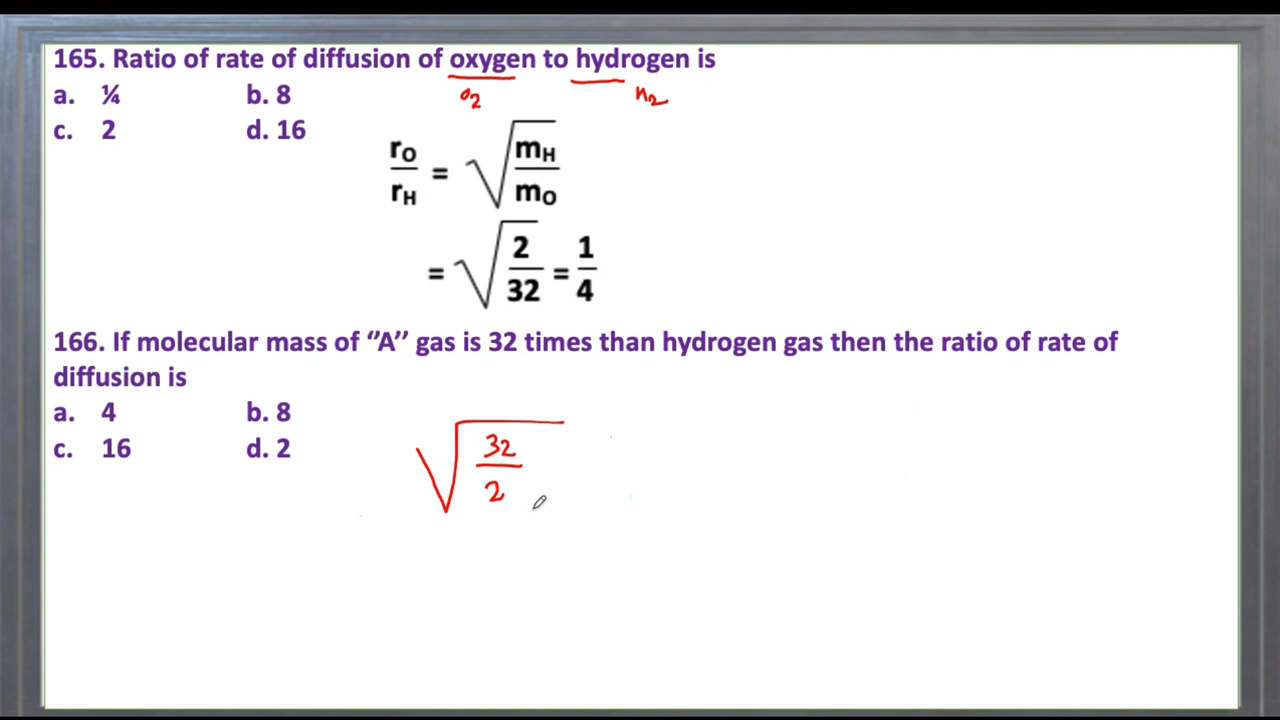 165. Ratio of rate of diffusion of oxygen to hydrogen is
a. ¼ b. 8
O2 H2
c. 2 d. 16
rO/rH = √mH/mO
= √2/32 = 1/4
166. If molecular mass of ‘’A’’ gas is 32 times than hydrogen gas then the ratio of rate of
diffusion is
a. 4 b. 8
c. 16 d. 2
√32/2